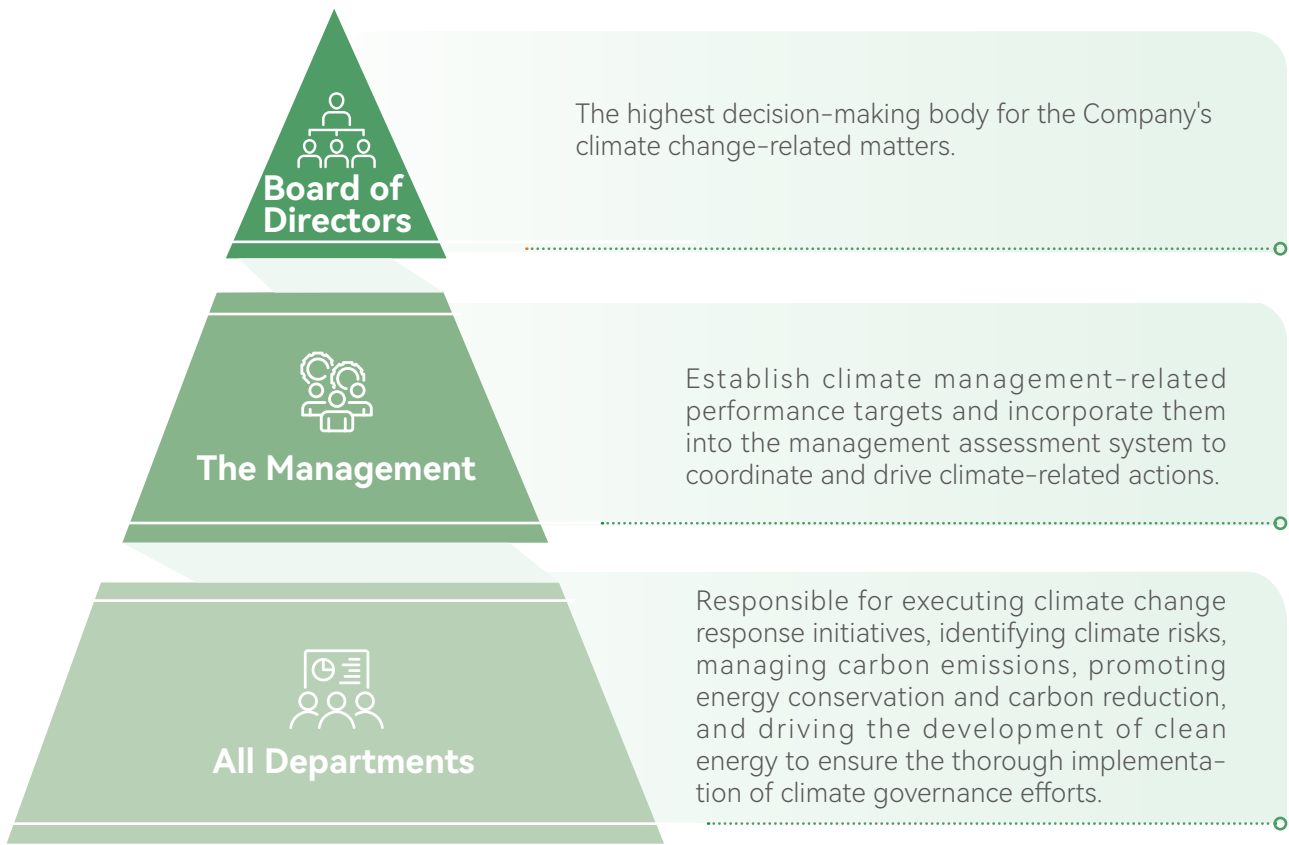 Board of
Directors
The highest decision-making body for the Company's
climate change-related matters.
The Management
Establish climate management-related
performance targets and incorporate them
into the management assessment system to
coordinate and drive climate-related actions.
All Departments
Responsible for executing climate change
response initiatives, identifying climate risks,
managing carbon emissions, promoting
energy conservation and carbon reduction,
and driving the development of clean
energy to ensure the thorough implementa-
tion of climate governance efforts.